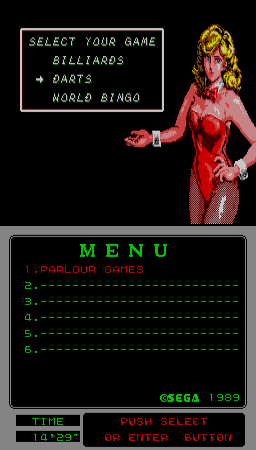 SELECT YOUR GAME
BILLIARDS
→ DARTS
WORLD BINGO
MENU
1.PARLOUR GAMES
2.--------------------
3.--------------------
4.--------------------
5.--------------------
6.--------------------
©SEGA 1989
TIME
14'29"
PUSH SELECT
OR ENTER BUTTON